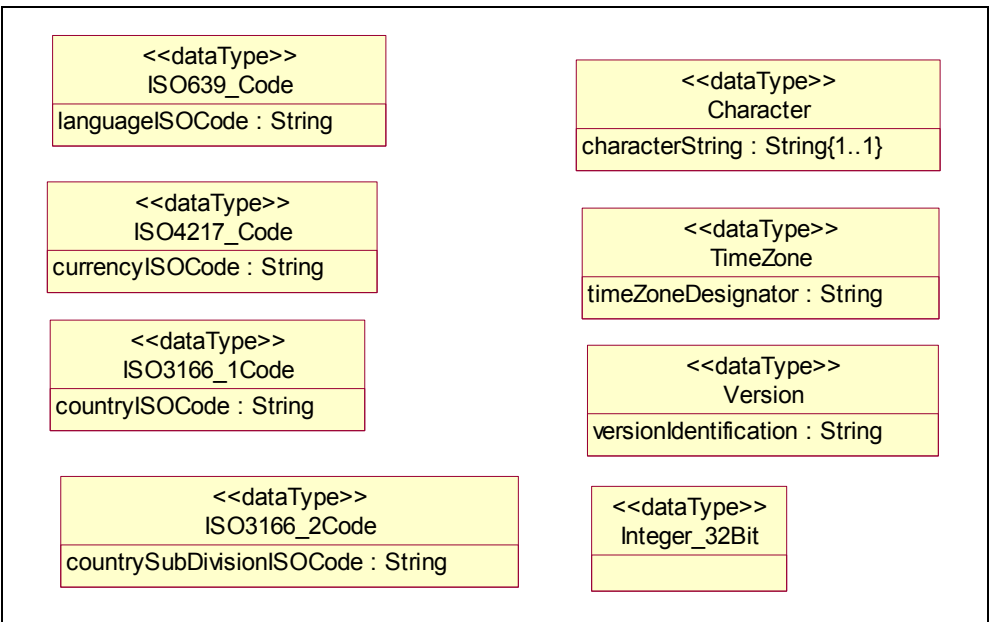 <<dataType>>
ISO639_Code
languageISOCode : String
<<dataType>>
ISO4217_Code
currencyISOCode : String
<<dataType>>
ISO3166_1Code
countryISOCode : String
<<dataType>>
ISO3166_2Code
countrySubDivisionISOCode : String
<<dataType>>
Character
characterString : String{1..1}
<<dataType>>
TimeZone
timeZoneDesignator : String
<<dataType>>
Version
versionIdentification : String
<<dataType>>
Integer_32Bit